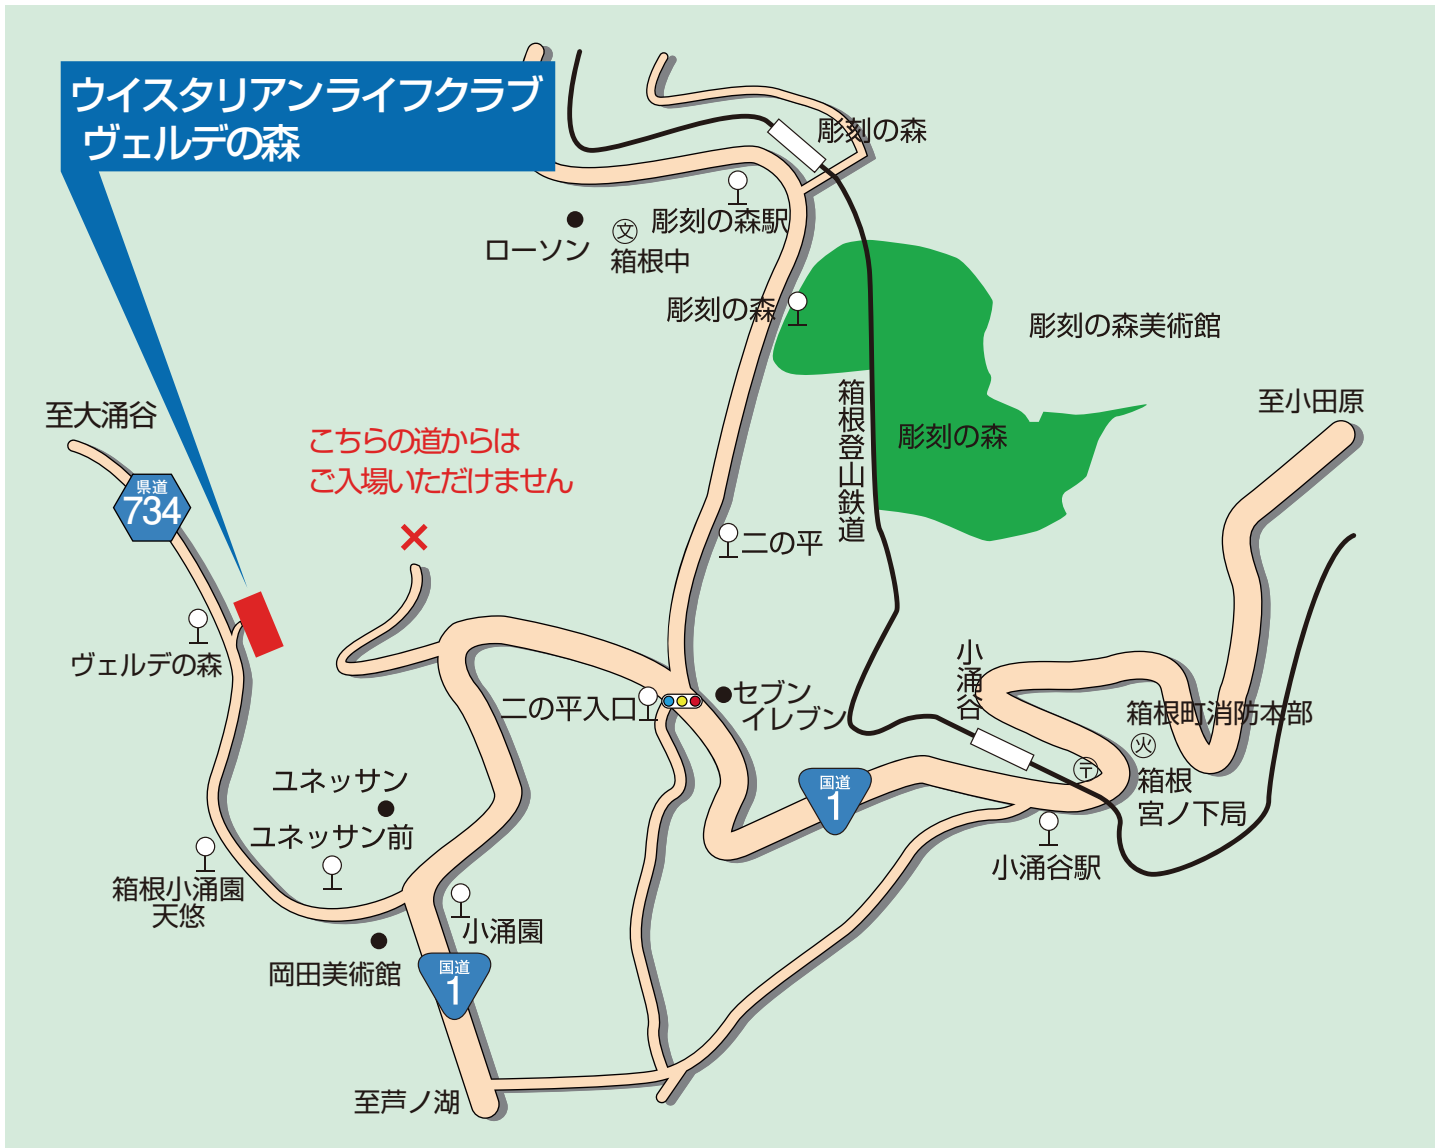 ウイスタリアンライフクラブ
ヴェルデの森
彫刻の森
彫刻の森駅
ローソン
文
箱根中
彫刻の森
彫刻の森美術館
箱根登山鉄道
彫刻の森
至小田原
至大涌谷
こちらの道からは
ご入場いただけません
県道
734
二の平
ヴェルデの森
小涌谷
二の平入口
セブン
イレブン
箱根町消防本部
火
〒
箱根
宮ノ下局
国道
1
ユネッサン
ユネッサン前
小涌谷駅
箱根小涌園
天悠
小涌園
岡田美術館
国道
1
至芦ノ湖